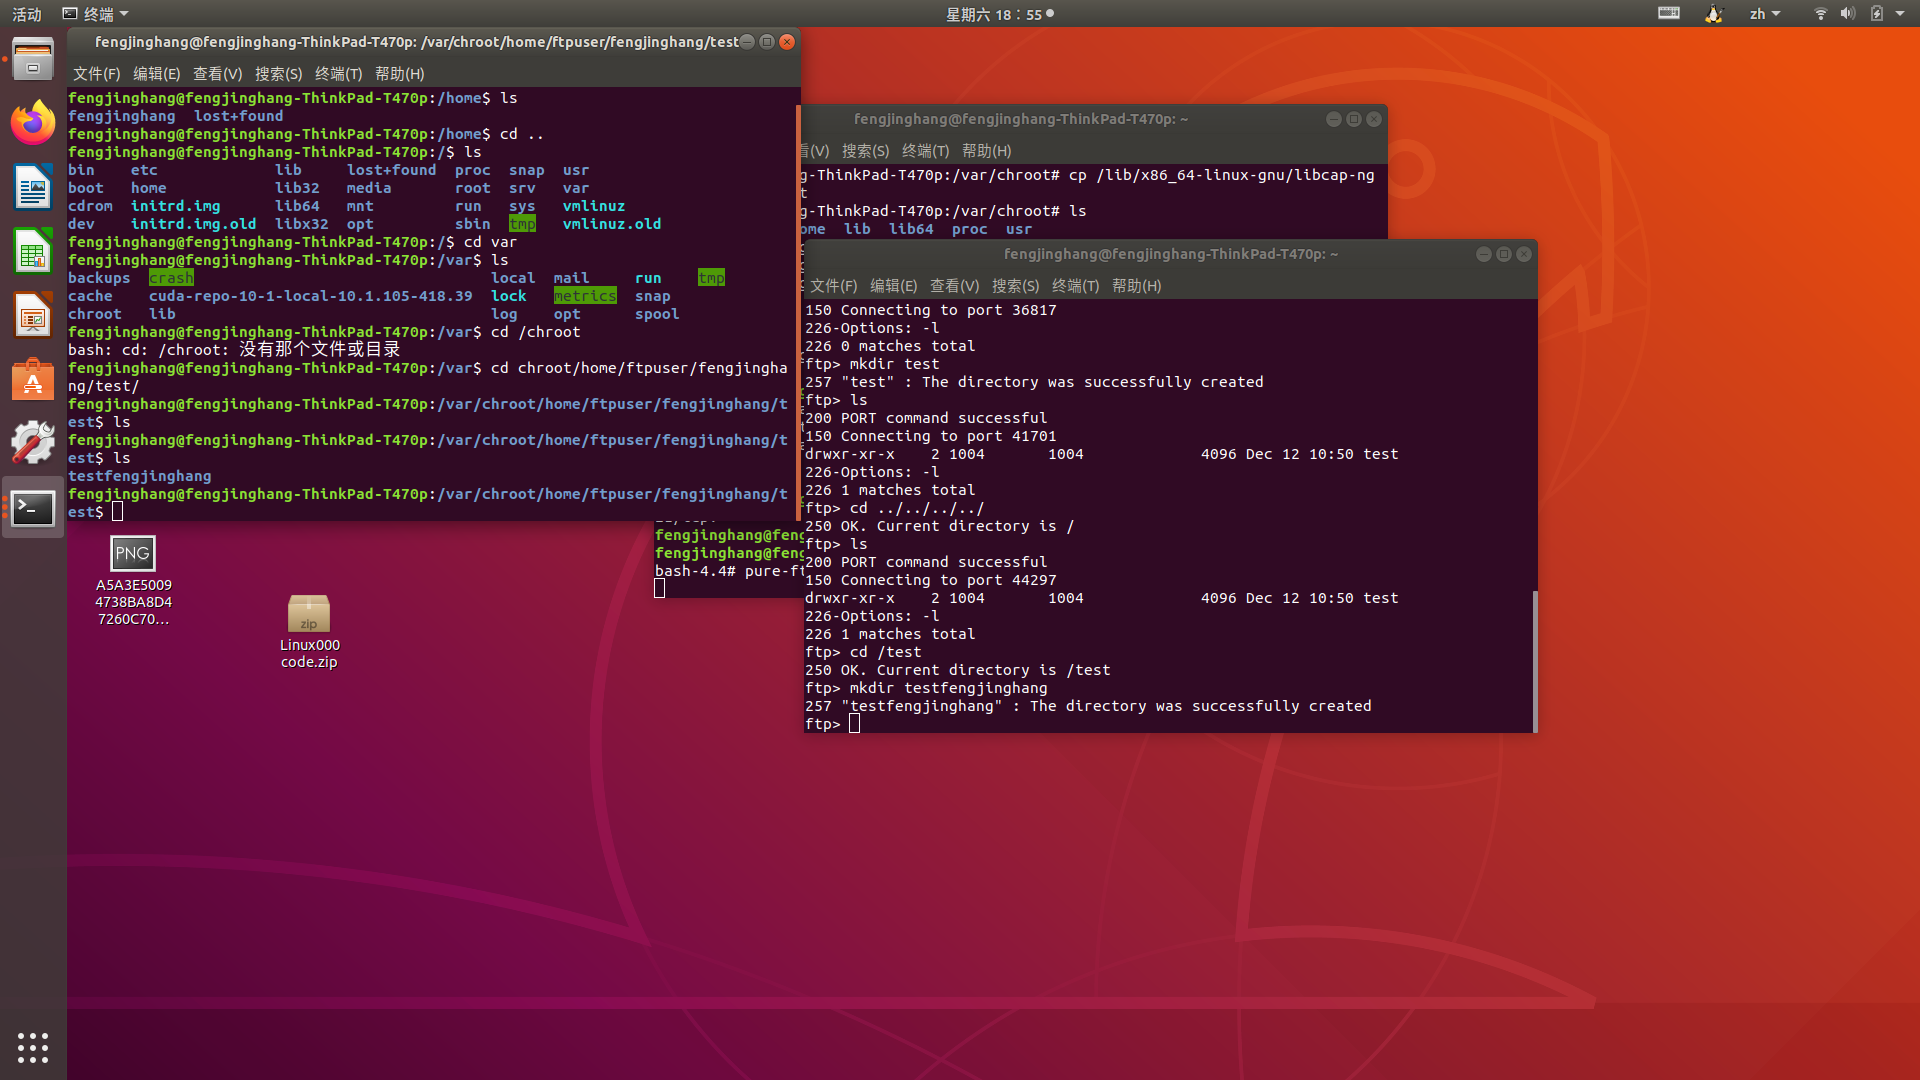 活动
终端
星期六 18：55
zh
fengjinghang@fengjinghang-ThinkPad-T470p: /var/chroot/home/ftpuser/fengjinghang/test
文件(F) 编辑(E) 查看(V) 搜索(S) 终端(T) 帮助(H)
fengjinghang@fengjinghang-ThinkPad-T470p:/home$ ls
fengjinghang  lost+found
fengjinghang@fengjinghang-ThinkPad-T470p:/home$ cd ..
fengjinghang@fengjinghang-ThinkPad-T470p:/$ ls
bin    etc             lib     lost+found  proc  snap  usr
boot   home            lib32   media       root  srv   var
cdrom  initrd.img      lib64   mnt         run   sys   vmlinuz
dev    initrd.img.old  libx32  opt         sbin  tmp   vmlinuz.old
fengjinghang@fengjinghang-ThinkPad-T470p:/$ cd var
fengjinghang@fengjinghang-ThinkPad-T470p:/var$ ls
backups  crash                                 local  mail     run    tmp
cache    cuda-repo-10-1-local-10.1.105-418.39  lock   metrics  snap
chroot   lib                                   log    opt      spool
fengjinghang@fengjinghang-ThinkPad-T470p:/var$ cd /chroot
bash: cd: /chroot: 没有那个文件或目录
fengjinghang@fengjinghang-ThinkPad-T470p:/var$ cd chroot/home/ftpuser/fengjingha
ng/test/
fengjinghang@fengjinghang-ThinkPad-T470p:/var/chroot/home/ftpuser/fengjinghang/t
est$ ls
fengjinghang@fengjinghang-ThinkPad-T470p:/var/chroot/home/ftpuser/fengjinghang/t
est$ ls
testfengjinghang
fengjinghang@fengjinghang-ThinkPad-T470p:/var/chroot/home/ftpuser/fengjinghang/t
est$
fengjinghang@fengjinghang-ThinkPad-T470p: ~
看(V) 搜索(S) 终端(T) 帮助(H)
g-ThinkPad-T470p:/var/chroot# cp /lib/x86_64-linux-gnu/libcap-ng
t
g-ThinkPad-T470p:/var/chroot# ls
ome  lib  lib64  proc  usr
fengjinghang@fengjinghang-ThinkPad-T470p: ~
文件(F) 编辑(E) 查看(V) 搜索(S) 终端(T) 帮助(H)
150 Connecting to port 36817
226-Options: -l
226 0 matches total
ftp> mkdir test
257 "test" : The directory was successfully created
ftp> ls
200 PORT command successful
150 Connecting to port 41701
drwxr-xr-x    2 1004       1004             4096 Dec 12 10:50 test
226-Options: -l
226 1 matches total
ftp> cd ../../../../
250 OK. Current directory is /
ftp> ls
200 PORT command successful
150 Connecting to port 44297
drwxr-xr-x    2 1004       1004             4096 Dec 12 10:50 test
226-Options: -l
226 1 matches total
ftp> cd /test
250 OK. Current directory is /test
ftp> mkdir testfengjinghang
257 "testfengjinghang" : The directory was successfully created
ftp>
fengjinghang@feng
fengjinghang@feng
bash-4.4# pure-ft
PNG
A5A3E5009
4738BA8D4
7260C70...
zip
Linux000
code.zip